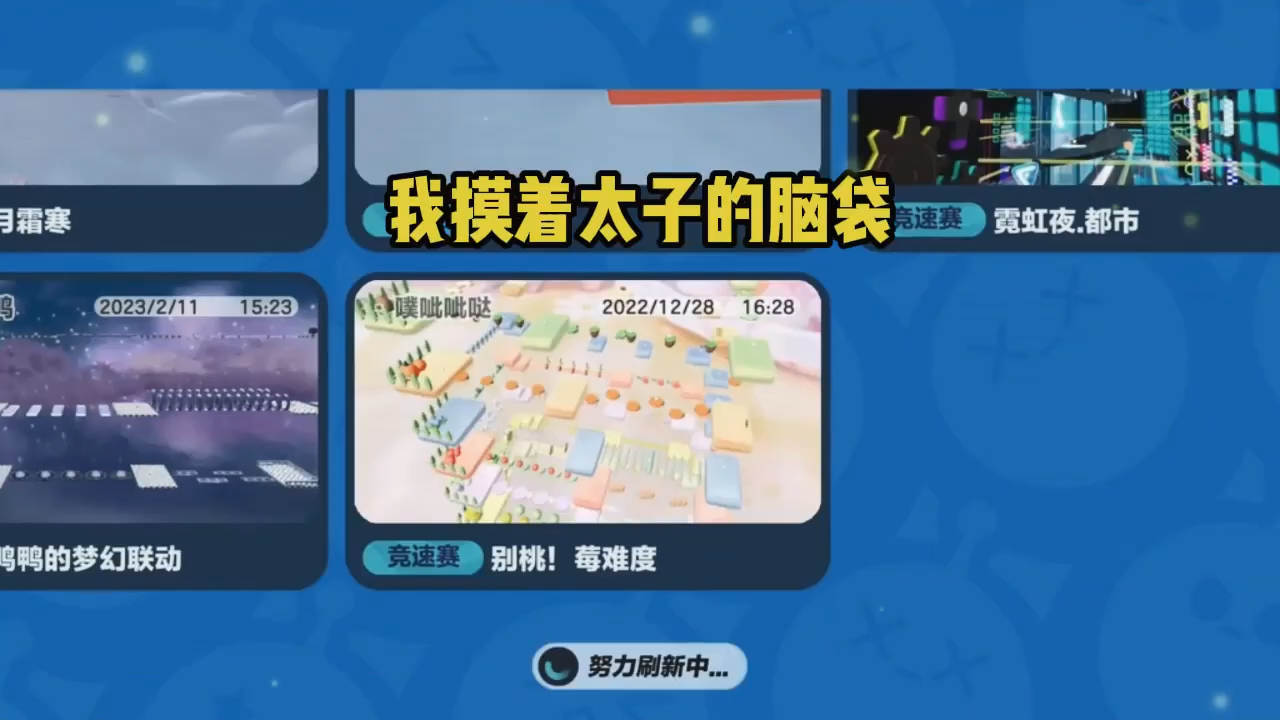 我摸着太子的脑袋
月霜寒
竞速赛 霓虹夜.都市
鸭 2023/2/11 15:23
噗呲呲哒 2022/12/28 16:28
鸭鸭的梦幻联动
竞速赛 别桃！莓难度
努力刷新中...